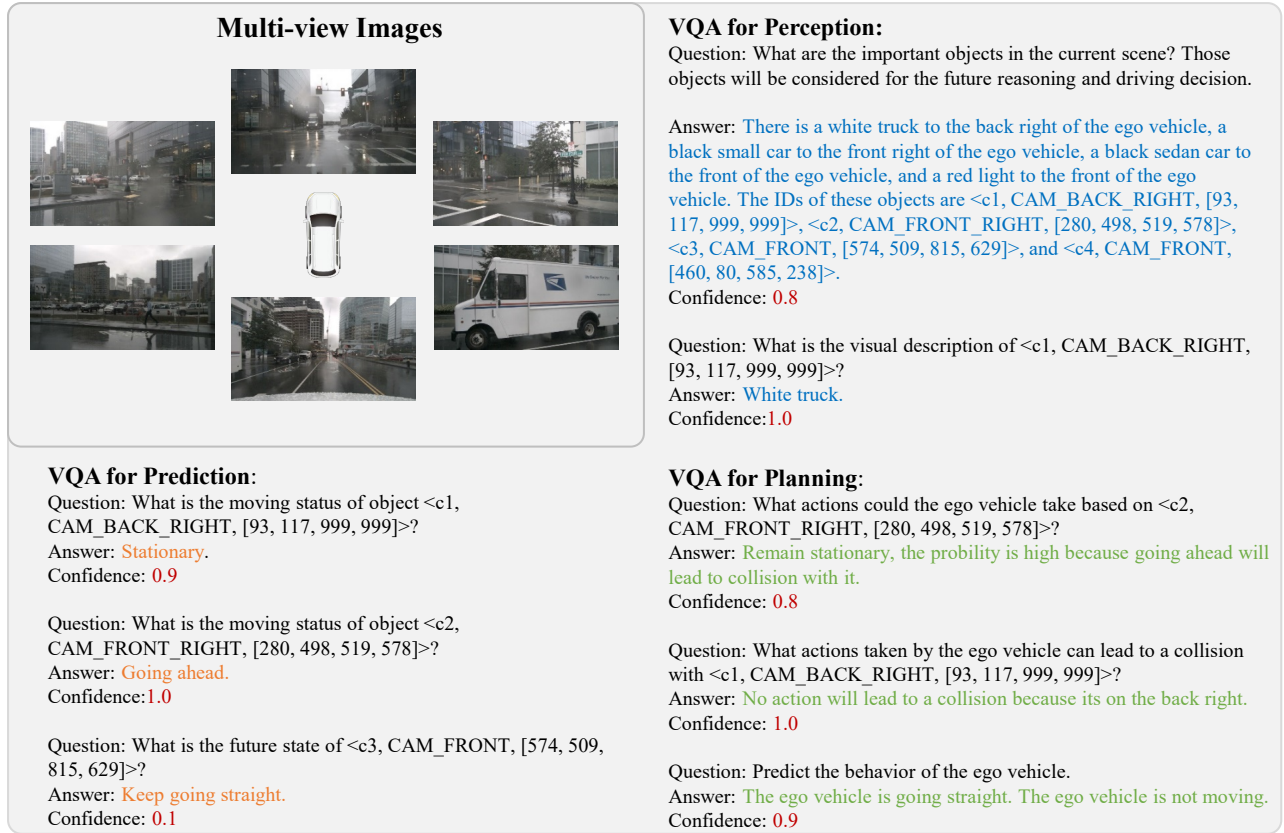 Multi-view Images
VQA for Perception:
Question: What are the important objects in the current scene? Those
objects will be considered for the future reasoning and driving decision.
Answer: There is a white truck to the back right of the ego vehicle, a
black small car to the front right of the ego vehicle, a black sedan car to
the front of the ego vehicle, and a red light to the front of the ego
vehicle. The IDs of these objects are <c1, CAM_BACK_RIGHT, [93,
117, 999, 999]>, <c2, CAM_FRONT_RIGHT, [280, 498, 519, 578]>,
<c3, CAM_FRONT, [574, 509, 815, 629]>, and <c4, CAM_FRONT,
[460, 80, 585, 238]>.
Confidence: 0.8
Question: What is the visual description of <c1, CAM_BACK_RIGHT,
[93, 117, 999, 999]>?
Answer: White truck.
Confidence:1.0
VQA for Prediction:
Question: What is the moving status of object <c1,
CAM_BACK_RIGHT, [93, 117, 999, 999]>?
Answer: Stationary.
Confidence: 0.9
Question: What is the moving status of object <c2,
CAM_FRONT_RIGHT, [280, 498, 519, 578]>?
Answer: Going ahead.
Confidence:1.0
Question: What is the future state of <c3, CAM_FRONT, [574, 509,
815, 629]>?
Answer: Keep going straight.
Confidence: 0.1
VQA for Planning:
Question: What actions could the ego vehicle take based on <c2,
CAM_FRONT_RIGHT, [280, 498, 519, 578]>?
Answer: Remain stationary, the probility is high because going ahead will
lead to collision with it.
Confidence: 0.8
Question: What actions taken by the ego vehicle can lead to a collision
with <c1, CAM_BACK_RIGHT, [93, 117, 999, 999]>?
Answer: No action will lead to a collision because its on the back right.
Confidence: 1.0
Question: Predict the behavior of the ego vehicle.
Answer: The ego vehicle is going straight. The ego vehicle is not moving.
Confidence: 0.9